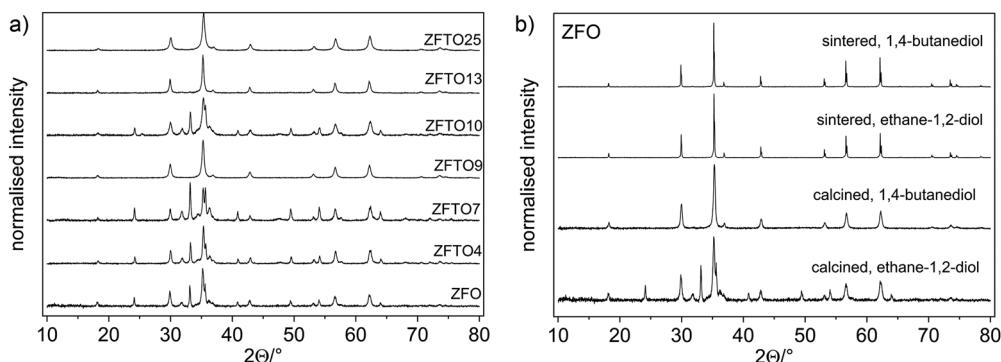 a)
normalised intensity
ZFTO25
ZFTO13
ZFTO10
ZFTO9
ZFTO7
ZFTO4
ZFO
10 20 30 40 50 60 70 80
2Θ/°
b)
ZFO
normalised intensity
sintered, 1,4-butanediol
sintered, ethane-1,2-diol
calcined, 1,4-butanediol
calcined, ethane-1,2-diol
10 20 30 40 50 60 70 80
2Θ/°